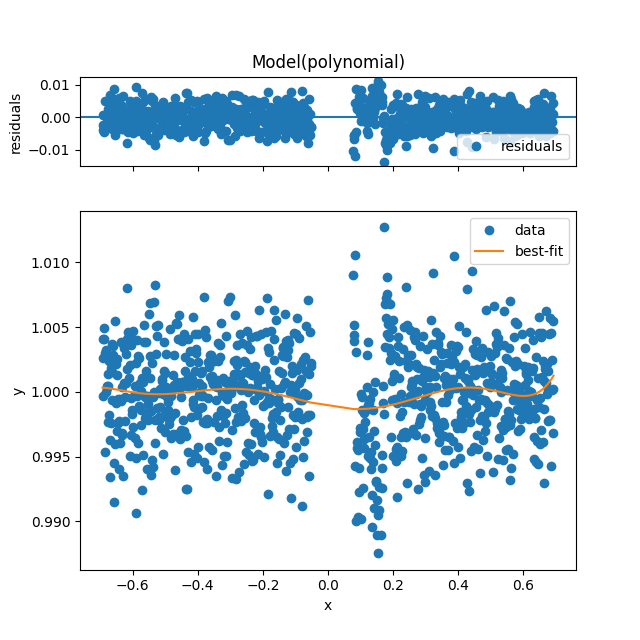 Model(polynomial)
0.01
0.00
−0.01
residuals
residuals
data
best-fit
1.010
1.005
1.000
0.995
0.990
y
−0.6 −0.4 −0.2 0.0 0.2 0.4 0.6
x